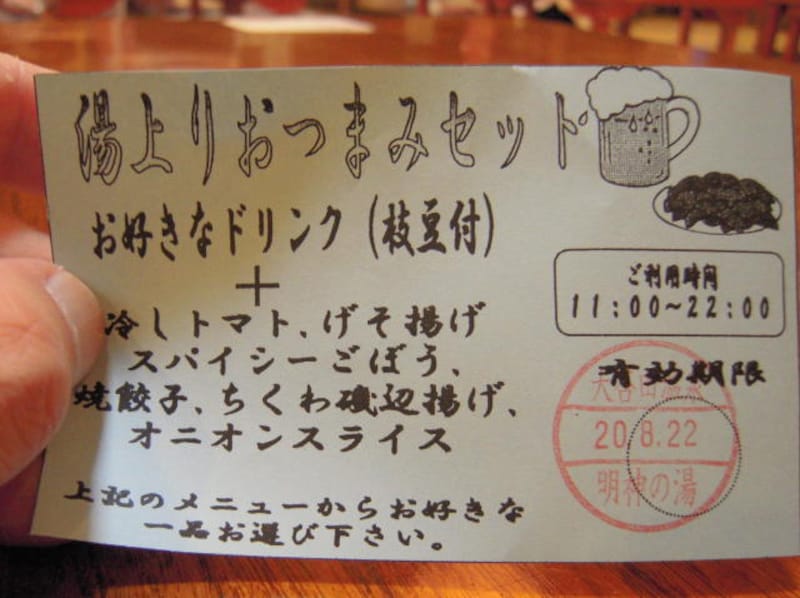 湯上りおつまみセット
お好きなドリンク（枝豆付）
＋
冷しトマト、げそ揚げ
スパイシーごぼう、
焼餃子、ちくわ磯辺揚げ、
オニオンスライス
上記のメニューからお好きな
一品お選び下さい。
ご利用時間
11：00～22：00
有効期限
大谷田温泉
20.8.22
明神の湯